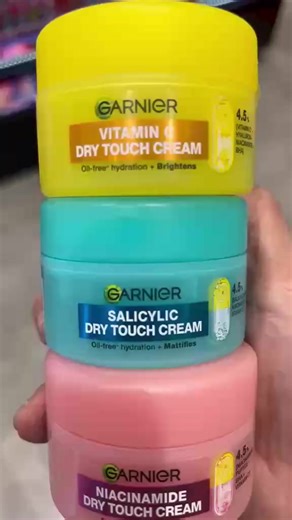 GARNIER
VITAMIN C
DRY TOUCH CREAM
Oil-free* hydration + Brightens
4.5%
GARNIER
SALICYLIC
DRY TOUCH CREAM
Oil-free* hydration + Mattifies
4.5%
GARNIER
NIACINAMIDE
DRY TOUCH CREAM
4.5%